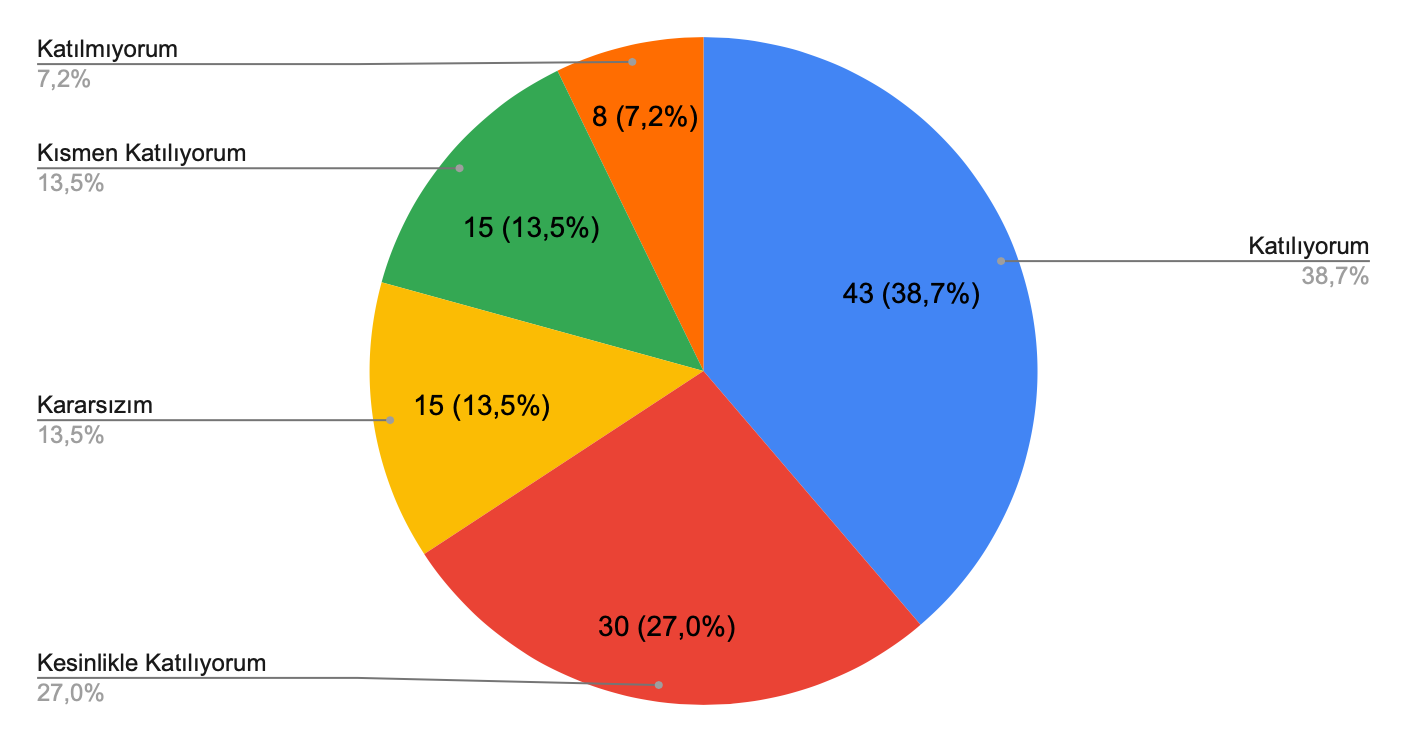 Katılmıyorum
7,2%
8 (7,2%)
Kısmen Katılıyorum
13,5%
15 (13,5%)
Katılıyorum
38,7%
43 (38,7%)
Kararsızım
13,5%
15 (13,5%)
Kesinlikle Katılıyorum
27,0%
30 (27,0%)